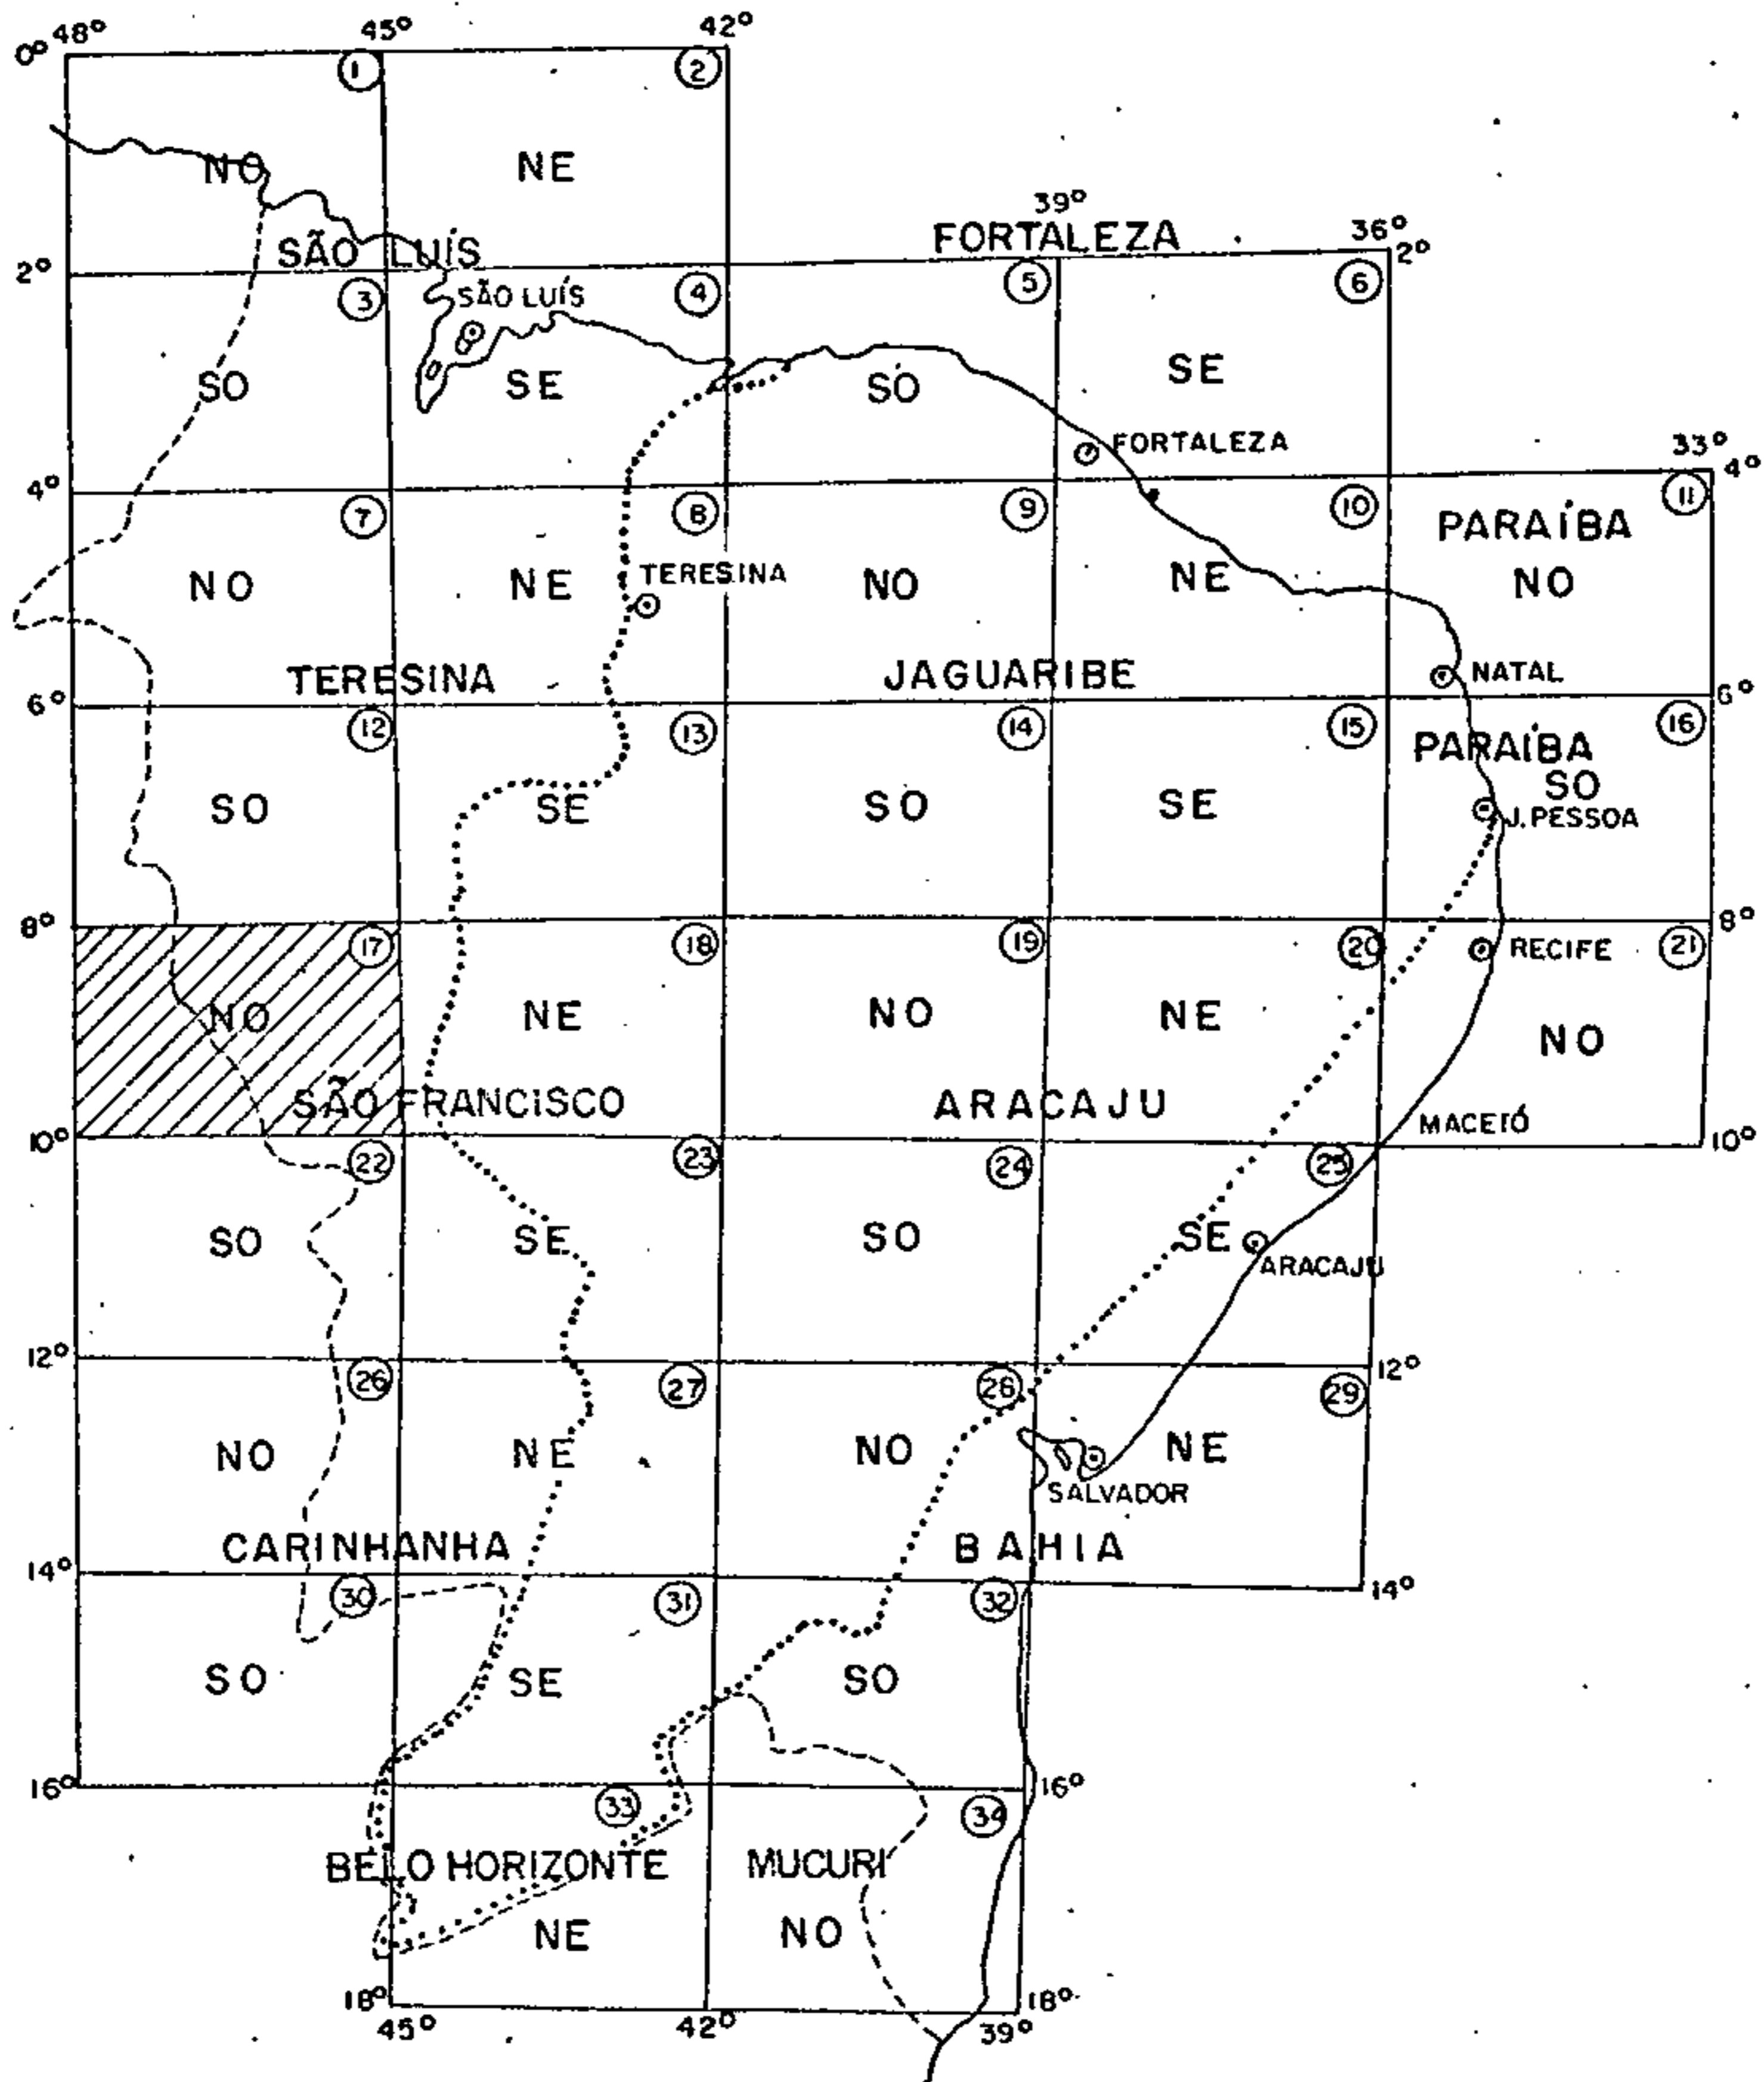 48° 45° 42°
0°
1 2
NO NE
39° 36°
SÃO LUÍS FORTALEZA
2° 2°
3 4 5 6
SÃO LUÍS
SO SE SO SE
FORTALEZA
33°
4° 4°
7 8 9 10 11
PARAÍBA
NO NE TERESINA NO NE NO
TERESINA JAGUARIBE NATAL
6° 6°
12 13 14 15 16
PARAÍBA
SO SE SO SE SO
J. PESSOA
8° 8°
17 18 19 20 21
RECIFE
NO NE NO NE NO
SÃO FRANCISCO ARACAJU
MACEIÓ
10° 10°
22 23 24 25
SO SE SO SE
ARACAJU
12° 12°
26 27 28 29
NO NE NO NE
SALVADOR
CARINHANHA BAHIA
14° 14°
30 31 32
SO SE SO
16° 16°
33 34
BELO HORIZONTE MUCURI
NE NO
18° 18°
45° 42° 39°